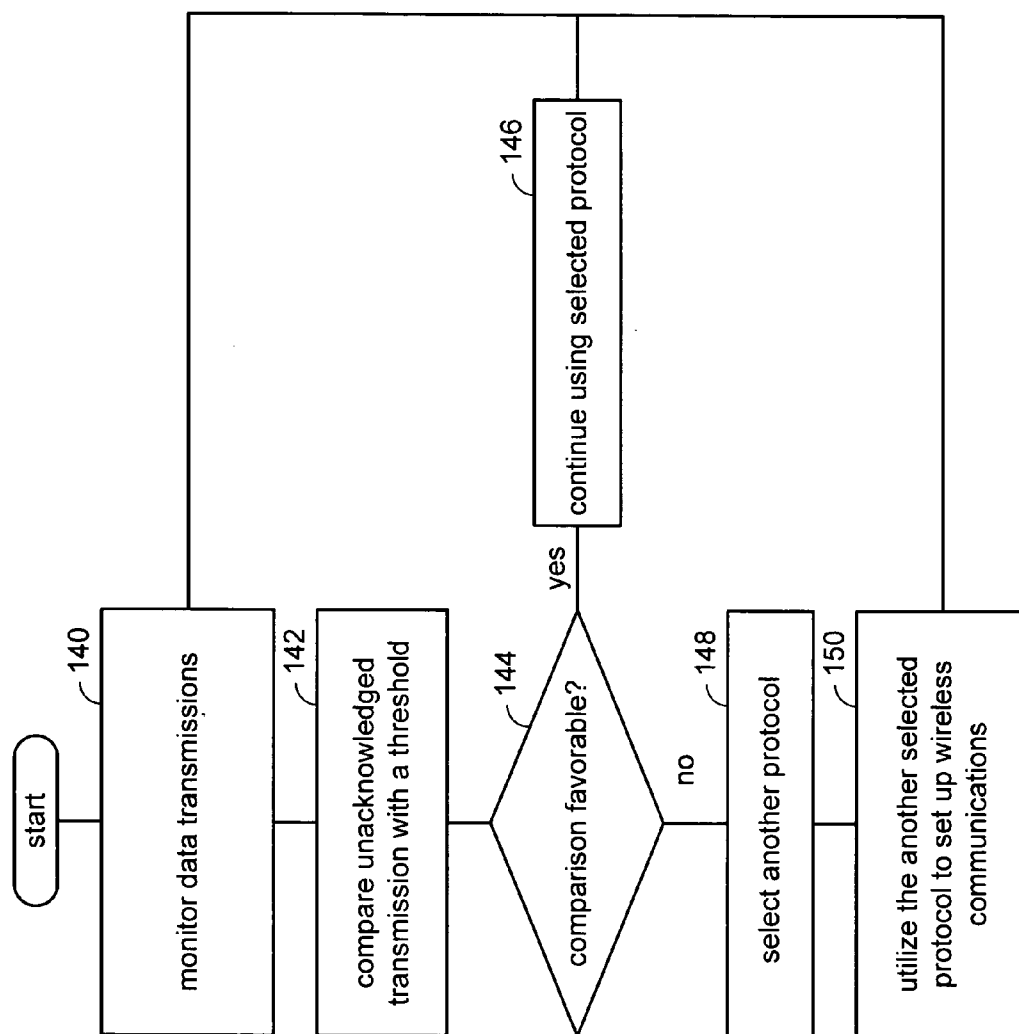 start
140
monitor data transmissions
142
compare unacknowledged
transmission with a threshold
144
comparison favorable?
yes
146
continue using selected protocol
no
148
select another protocol
150
utilize the another selected
protocol to set up wireless
communications